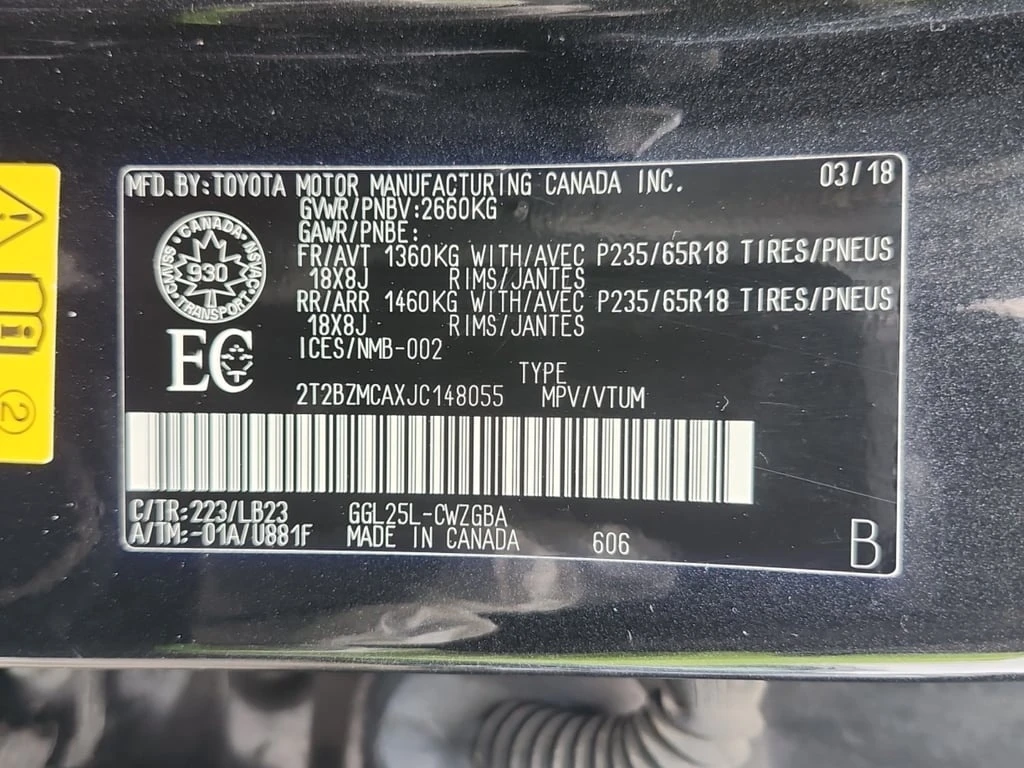 MFD.BY:TOYOTA MOTOR MANUFACTURING CANADA INC. 03/18
GVWR/PNBV:2660KG
GAWR/PNBE:
FR/AVT 1360KG WITH/AVEC P235/65R18 TIRES/PNEUS
18X8J RIMS/JANTES
RR/ARR 1460KG WITH/AVEC P235/65R18 TIRES/PNEUS
18X8J RIMS/JANTES
ICES/NMB-002
CANADA
930
TRANSPORT
CMVSS
NSVAC
EC
TYPE
2T2BZMCAXJC148055 MPV/VTUM
C/TR:223/LB23 GGL25L-CWZGBA
A/TM:-01A/U881F MADE IN CANADA 606
B
2